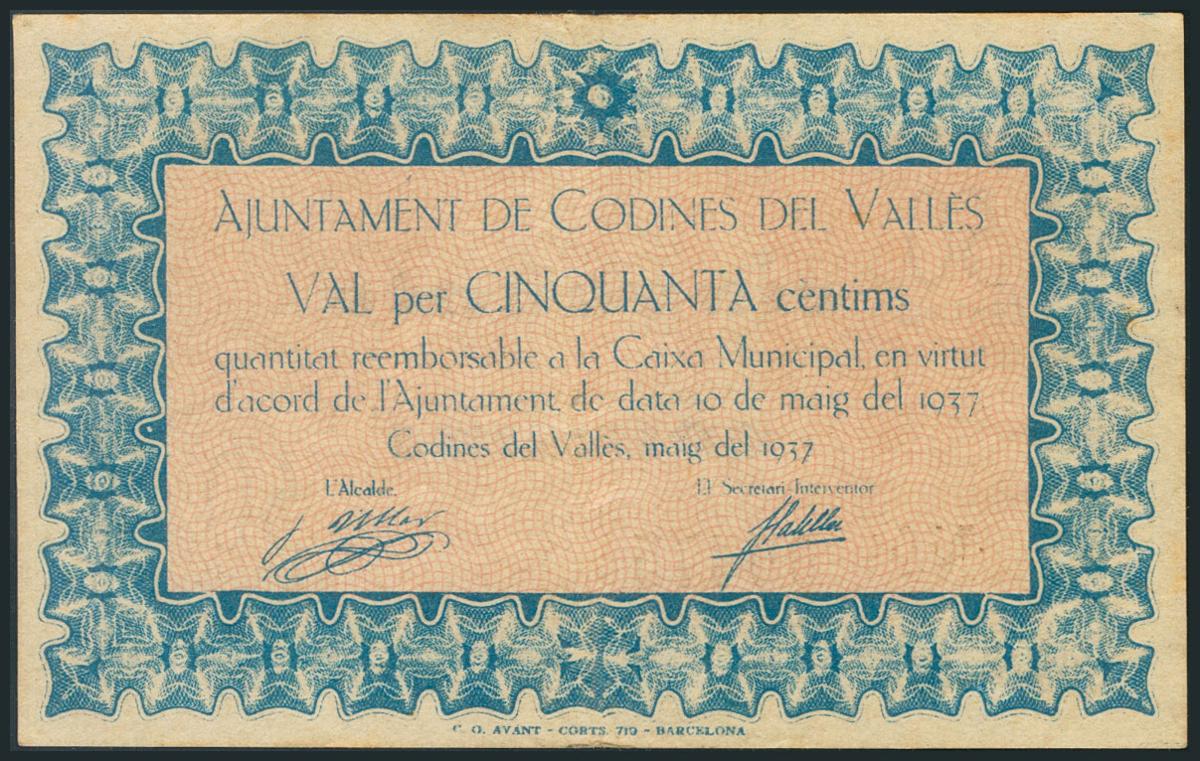 AJUNTAMENT DE CODINES DEL VALLÈS
VAL per CINQUANTA cèntims
quantitat reemborsable a la Caixa Municipal, en virtut
d'acord de l'Ajuntament, de data 10 de maig del 1937
Codines del Vallès, maig del 1937
L'Alcalde, El Secretari-Interventor
C. O. AVANT - CORTS, 719 - BARCELONA